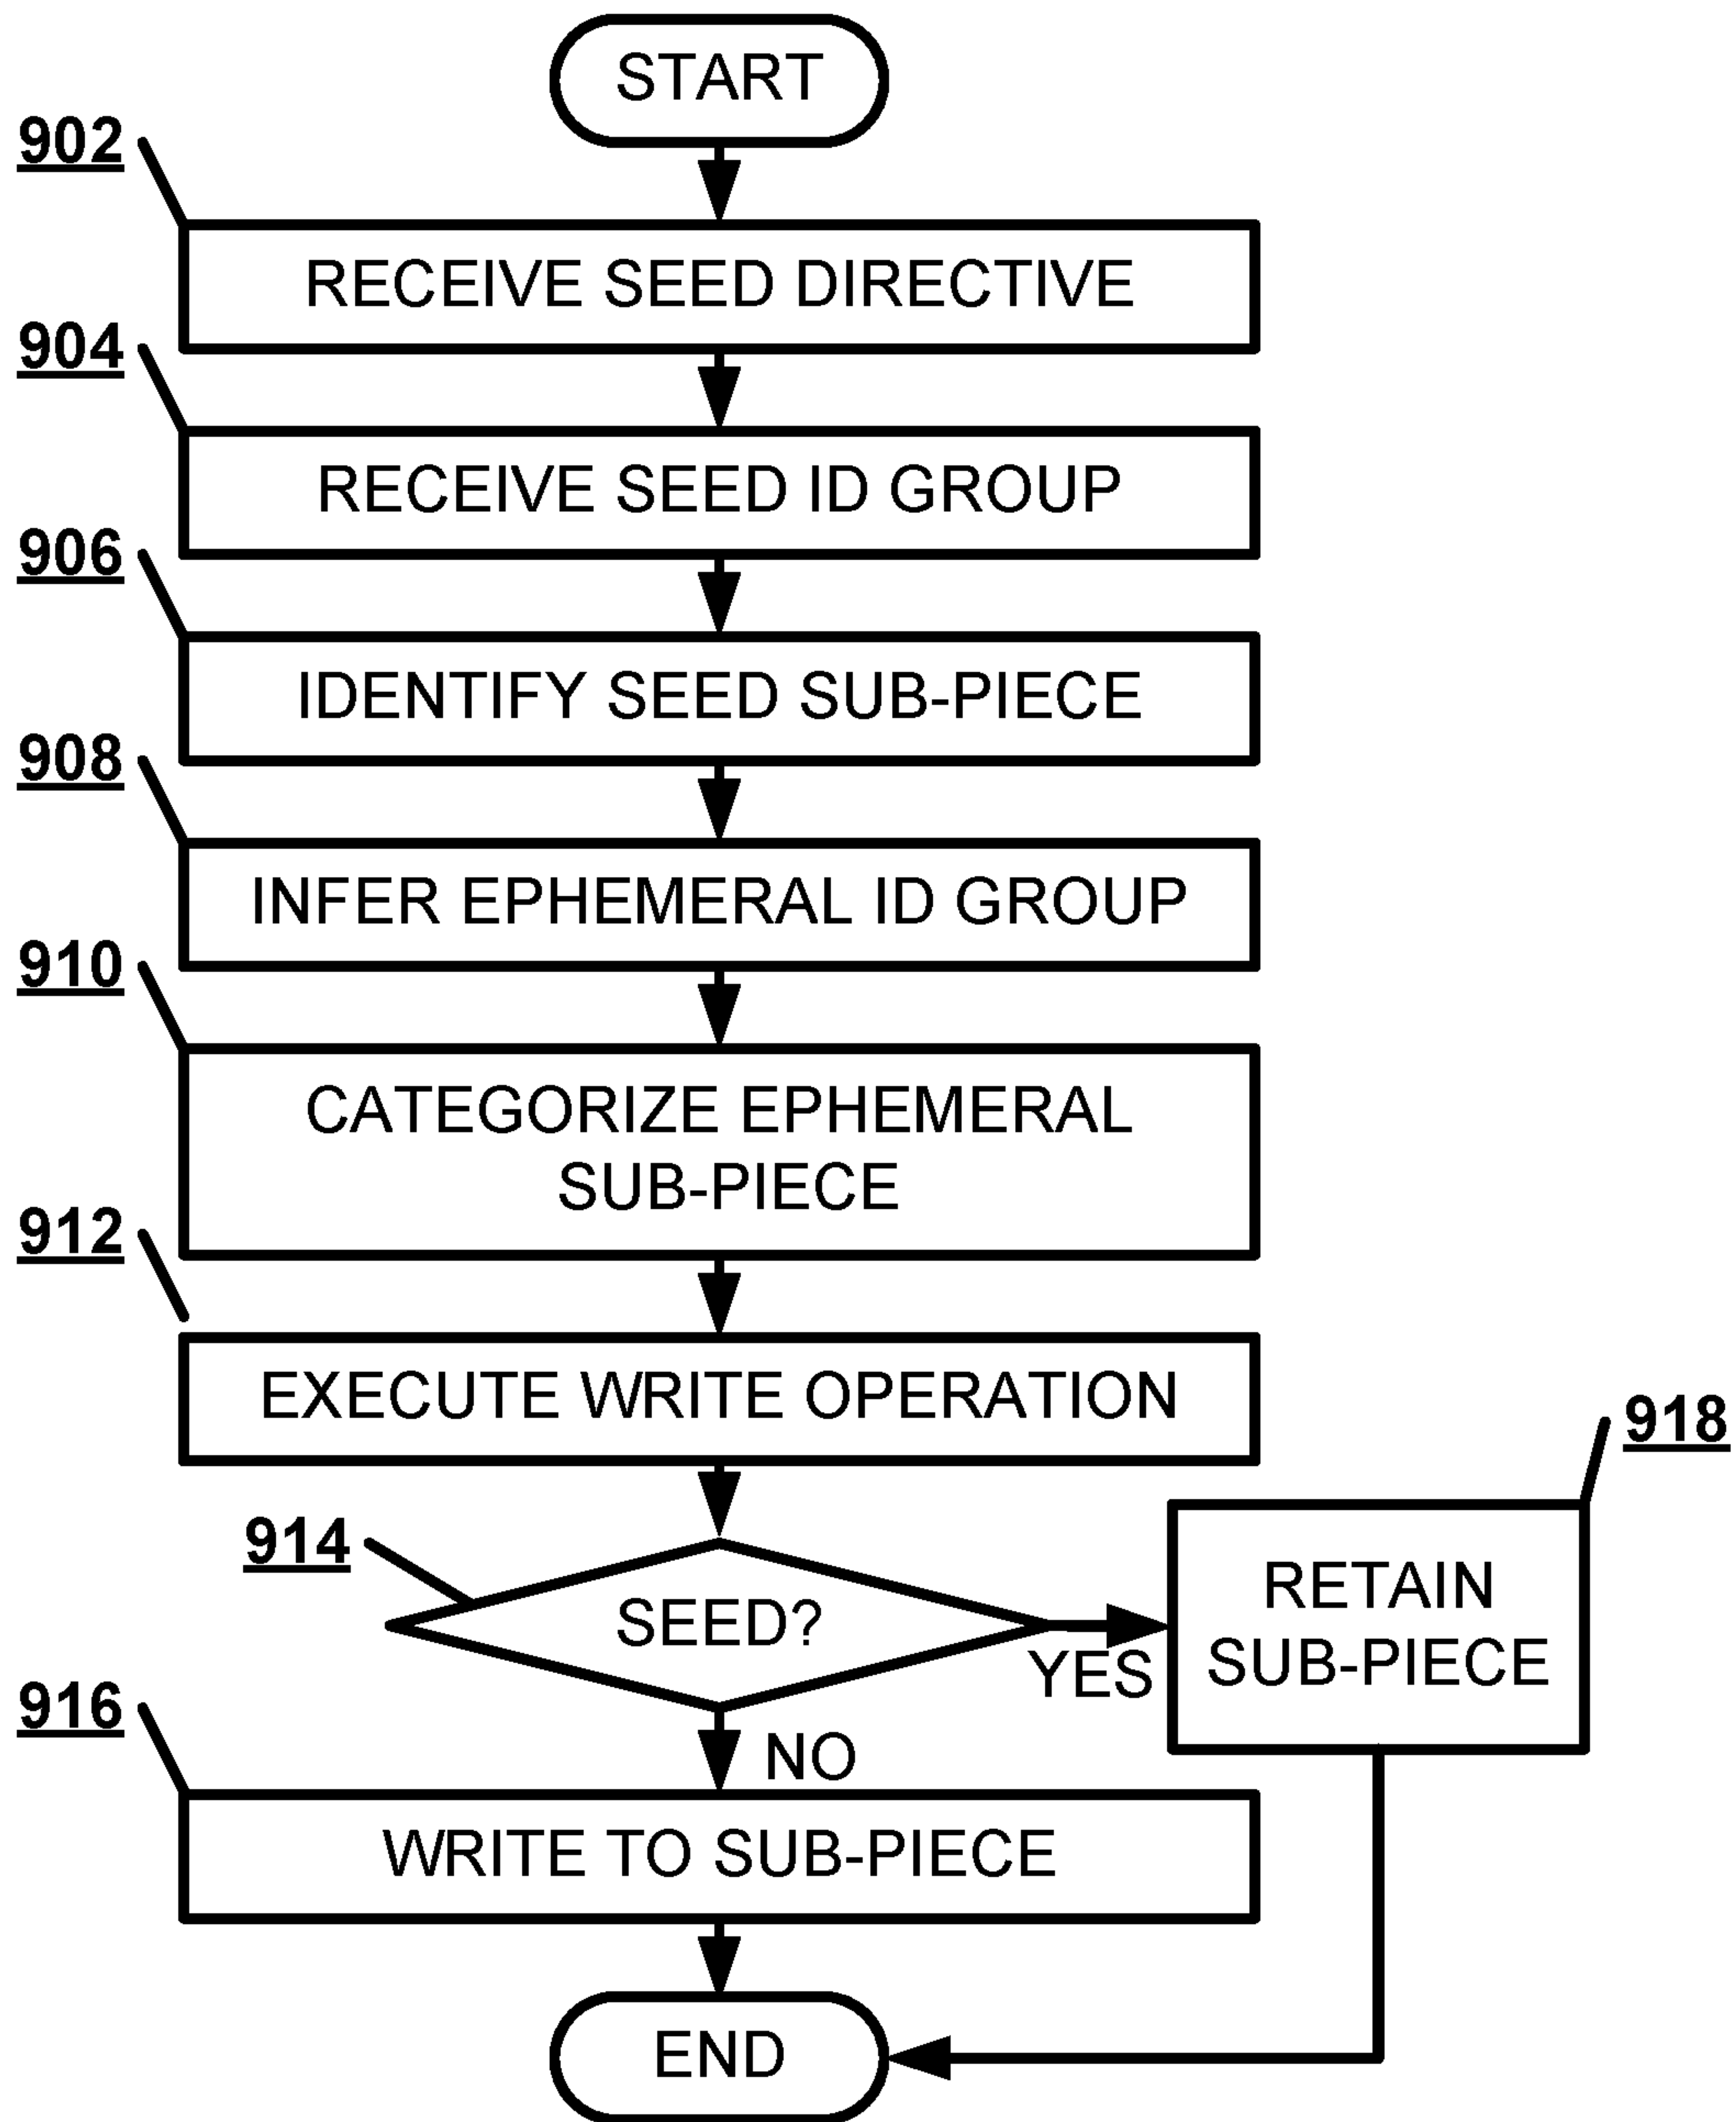 START
902
RECEIVE SEED DIRECTIVE
904
RECEIVE SEED ID GROUP
906
IDENTIFY SEED SUB-PIECE
908
INFER EPHEMERAL ID GROUP
910
CATEGORIZE EPHEMERAL
SUB-PIECE
912
EXECUTE WRITE OPERATION
918
914
SEED?
YES
RETAIN
SUB-PIECE
916
NO
WRITE TO SUB-PIECE
END